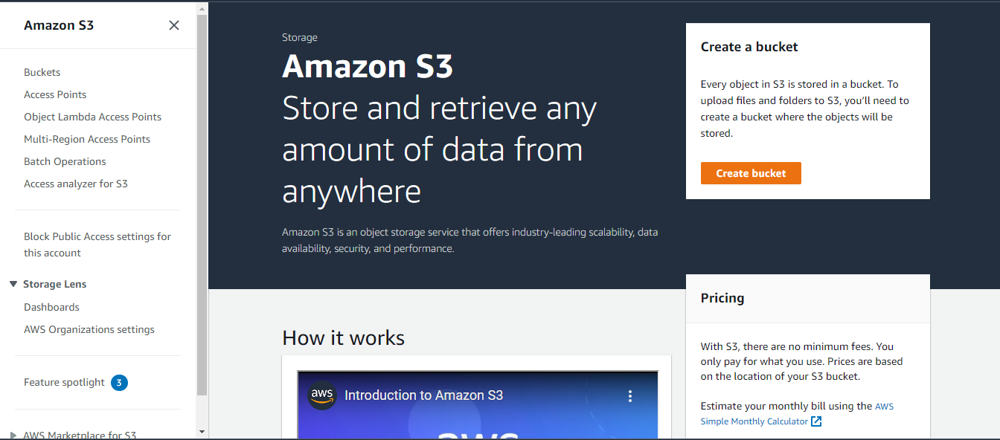 Amazon S3
Buckets
Access Points
Object Lambda Access Points
Multi-Region Access Points
Batch Operations
Access analyzer for S3
Block Public Access settings for
this account
Storage Lens
Dashboards
AWS Organizations settings
Feature spotlight 3
AWS Marketplace for S3
Storage
Amazon S3
Store and retrieve any
amount of data from
anywhere
Amazon S3 is an object storage service that offers industry-leading scalability, data
availability, security, and performance.
How it works
aws Introduction to Amazon S3
aws
Create a bucket
Every object in S3 is stored in a bucket. To
upload files and folders to S3, you’ll need to
create a bucket where the objects will be
stored.
Create bucket
Pricing
With S3, there are no minimum fees. You
only pay for what you use. Prices are based
on the location of your S3 bucket.
Estimate your monthly bill using the AWS
Simple Monthly Calculator